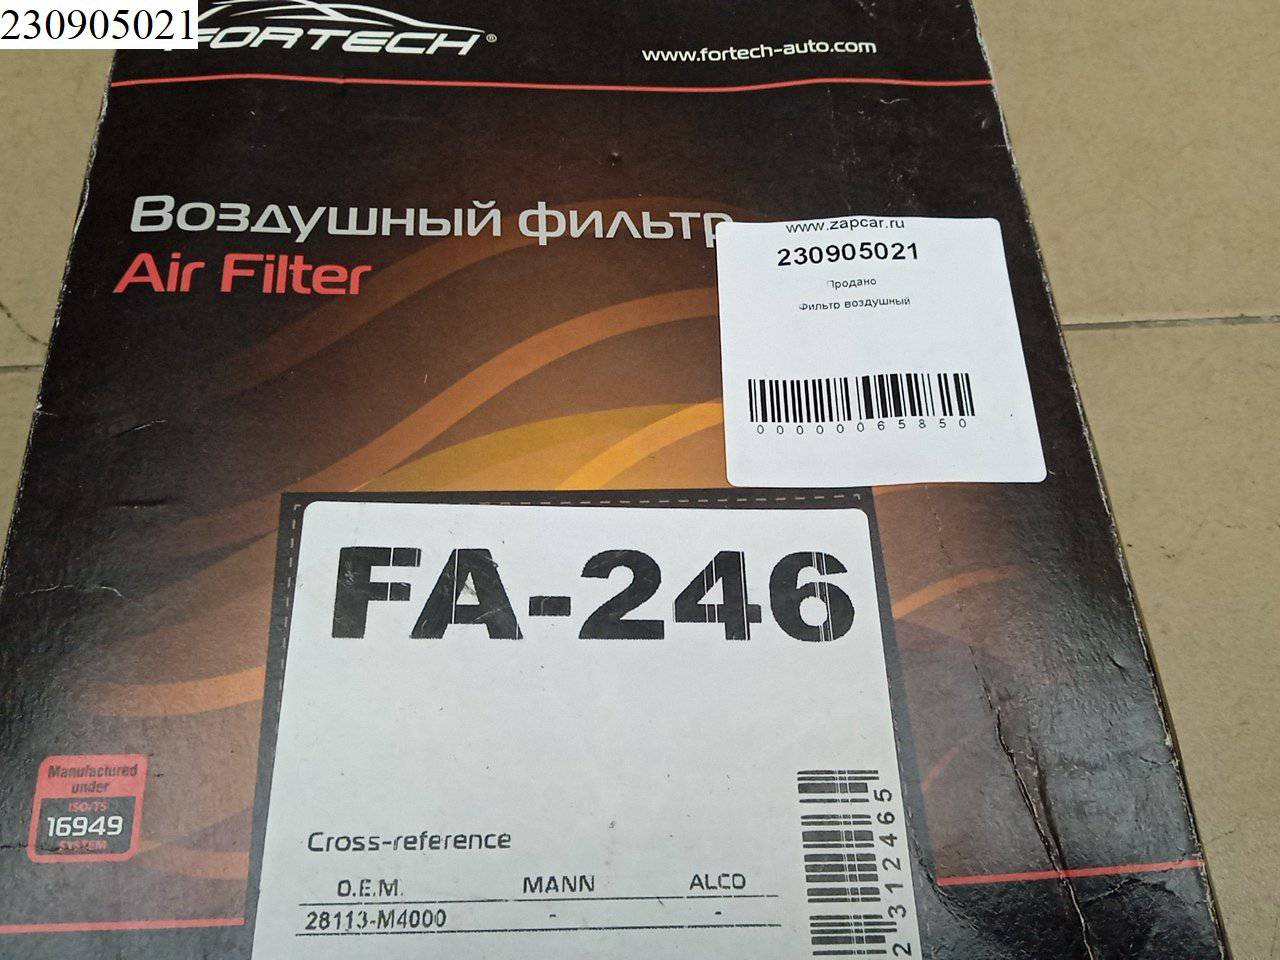 230905021
FORTECH®
www.fortech-auto.com
Воздушный фильтр
Air Filter
www.zapcar.ru
230905021
Продано
Фильтр воздушный
000000065850
FA-246
Manufactured
under
ISO/TS
16949
SYSTEM
Cross-reference
O.E.M. MANN ALCO
28113-M4000 - -
2312465